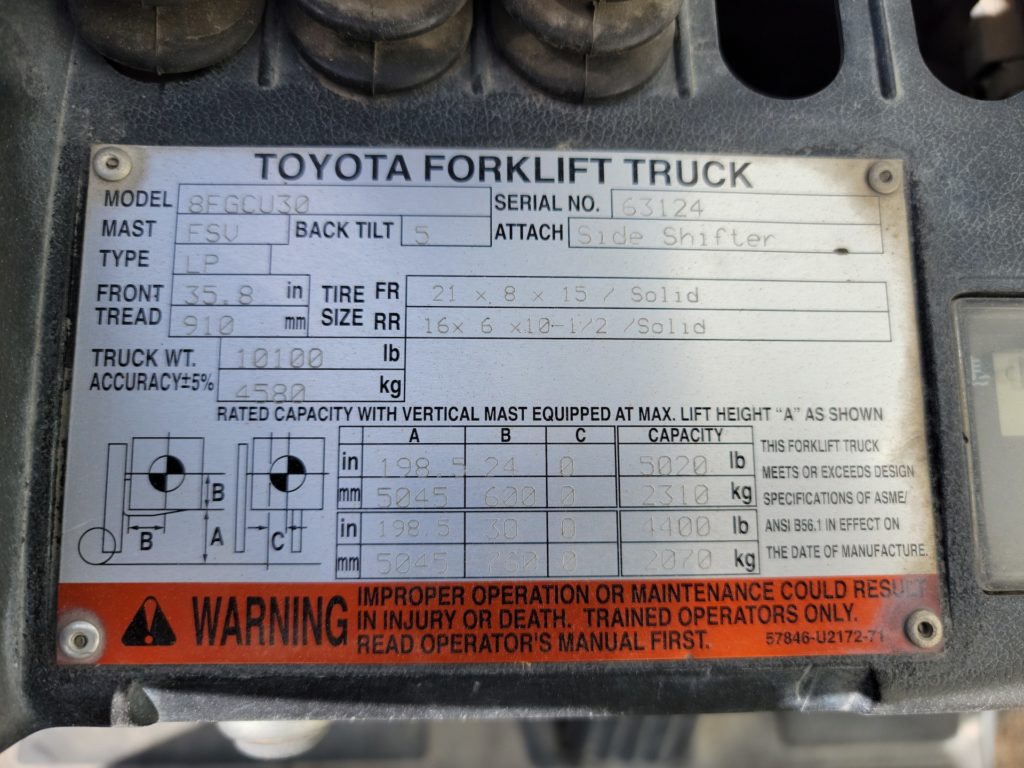 TOYOTA FORKLIFT TRUCK
MODEL 8FGCU30 SERIAL NO. 63124
MAST FSV BACK TILT 5 ATTACH Side Shifter
TYPE LP
FRONT TREAD 35.8 in TIRE SIZE FR 21 x 8 x 15 / Solid
910 mm RR 16x 6 x10-1/2 /Solid
TRUCK WT. 10100 lb
ACCURACY±5% 4580 kg
RATED CAPACITY WITH VERTICAL MAST EQUIPPED AT MAX. LIFT HEIGHT "A" AS SHOWN
A B C CAPACITY
in 198.5 24 0 5020 lb
mm 5045 600 0 2310 kg
in 198.5 30 0 4400 lb
mm 5045 760 0 2070 kg
B
B A C
THIS FORKLIFT TRUCK
MEETS OR EXCEEDS DESIGN
SPECIFICATIONS OF ASME/
ANSI B56.1 IN EFFECT ON
THE DATE OF MANUFACTURE.
WARNING
IMPROPER OPERATION OR MAINTENANCE COULD RESULT
IN INJURY OR DEATH. TRAINED OPERATORS ONLY.
READ OPERATOR'S MANUAL FIRST.
57846-U2172-71